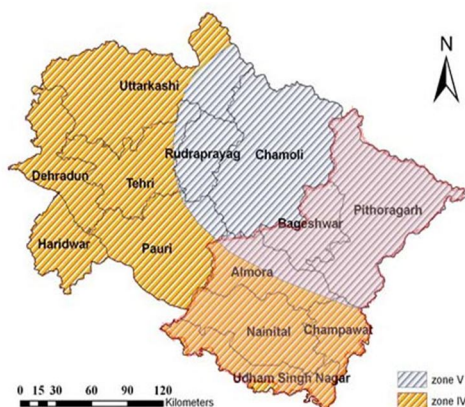 N
Uttarkashi
Rudraprayag
Chamoli
Dehradun
Tehri
Pithoragarh
Bageshwar
Haridwar
Pauri
Almora
Nainital
Champawat
Udham Singh Nagar
zone V
zone IV
0 15 30 60 90 120
Kilometers